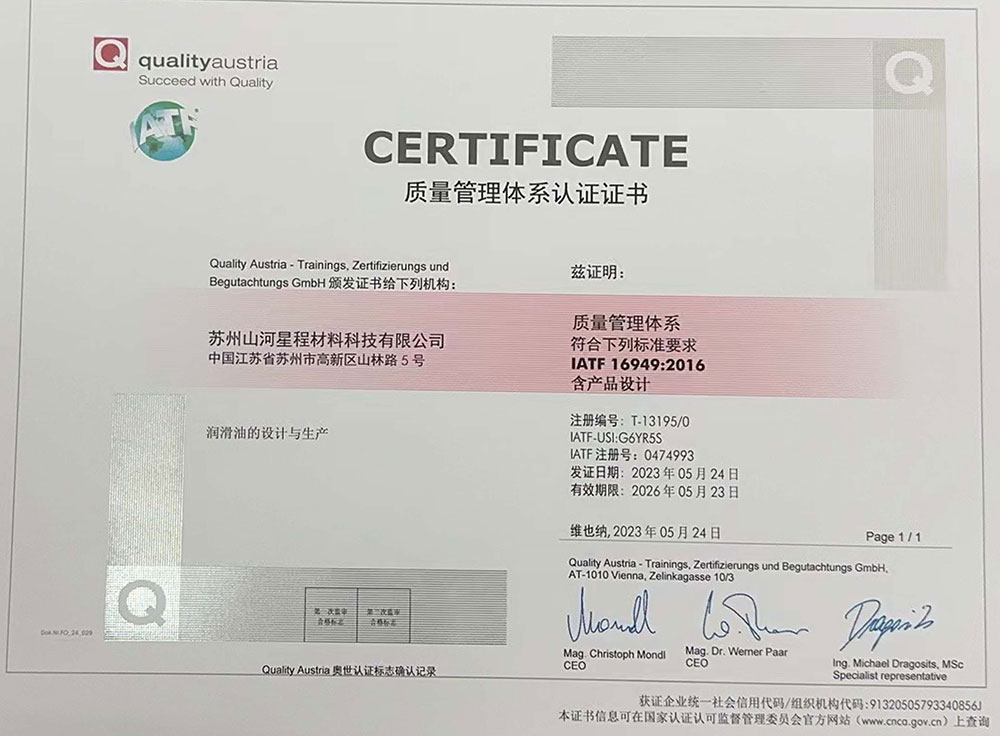 qualityaustria
Succeed with Quality
IATF
CERTIFICATE
质量管理体系认证证书
Quality Austria - Trainings, Zertifizierungs und
Begutachtungs GmbH 颁发证书给下列机构：
苏州山河星程材料科技有限公司
中国江苏省苏州市高新区山林路 5 号
润滑油的设计与生产
兹证明：
质量管理体系
符合下列标准要求
IATF 16949:2016
含产品设计
注册编号：T-13195/0
IATF-USI:G6YR5S
IATF 注册号：0474993
发证日期：2023 年 05 月 24 日
有效期限：2026 年 05 月 23 日
维也纳, 2023 年 05 月 24 日
Page 1 / 1
Quality Austria - Trainings, Zertifizierungs und Begutachtungs GmbH,
AT-1010 Vienna, Zelinkagasse 10/3
Mag. Christoph Mondl
CEO
Mag. Dr. Werner Paar
CEO
Ing. Michael Dragosits, MSc
Specialist representative
第一次监审
合格标志
第二次监审
合格标志
Dok.Nr.FO_24_029
Quality Austria 奥世认证标志确认记录
获证企业统一社会信用代码/组织机构代码：91320505793340856J
本证书信息可在国家认证认可监督管理委员会官方网站（www.cnca.gov.cn）上查询